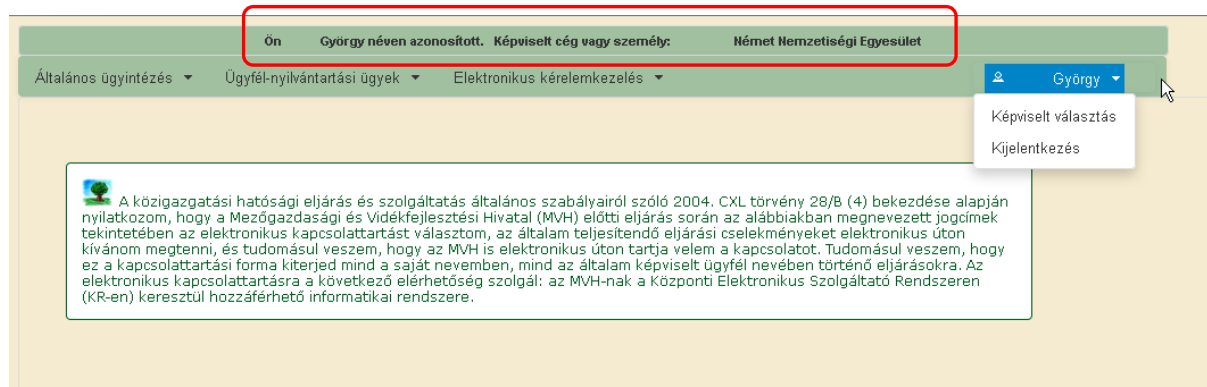 Ön György néven azonosított. Képviselt cég vagy személy: Német Nemzetiségi Egyesület
Általános ügyintézés Ügyfél-nyilvántartási ügyek Elektronikus kérelemkezelés György
Képviselt választás
Kijelentkezés
A közigazgatási hatósági eljárás és szolgáltatás általános szabályairól szóló 2004. CXL törvény 28/B (4) bekezdése alapján
nyilatkozom, hogy a Mezőgazdasági és Vidékfejlesztési Hivatal (MVH) előtti eljárás során az alábbiakban megnevezett jogcímek
tekintetében az elektronikus kapcsolattartást választom, az általam teljesítendő eljárási cselekményeket elektronikus úton
kívánom megtenni, és tudomásul veszem, hogy az MVH is elektronikus úton tartja velem a kapcsolatot. Tudomásul veszem, hogy
ez a kapcsolattartási forma kiterjed mind a saját nevemben, mind az általam képviselt ügyfél nevében történő eljárásokra. Az
elektronikus kapcsolattartásra a következő elérhetőség szolgál: az MVH-nak a Központi Elektronikus Szolgáltató Rendszeren
(KR-en) keresztül hozzáférhető informatikai rendszere.